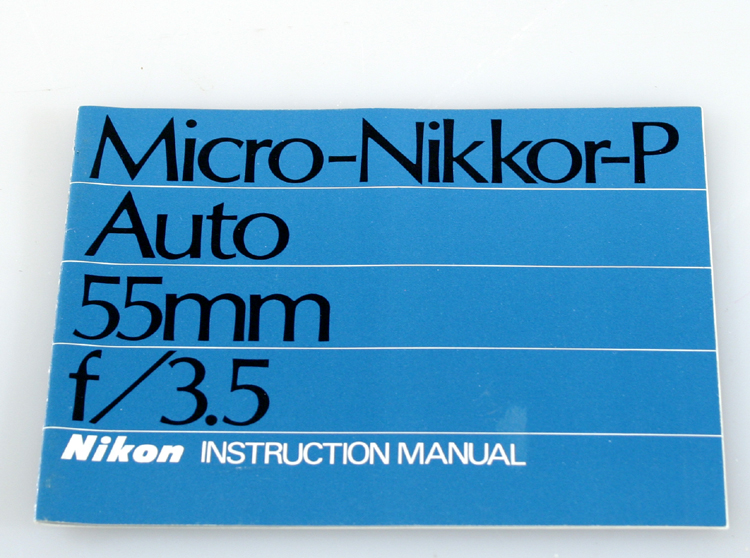 Micro-Nikkor-P
Auto
55mm
f/3.5
Nikon INSTRUCTION MANUAL